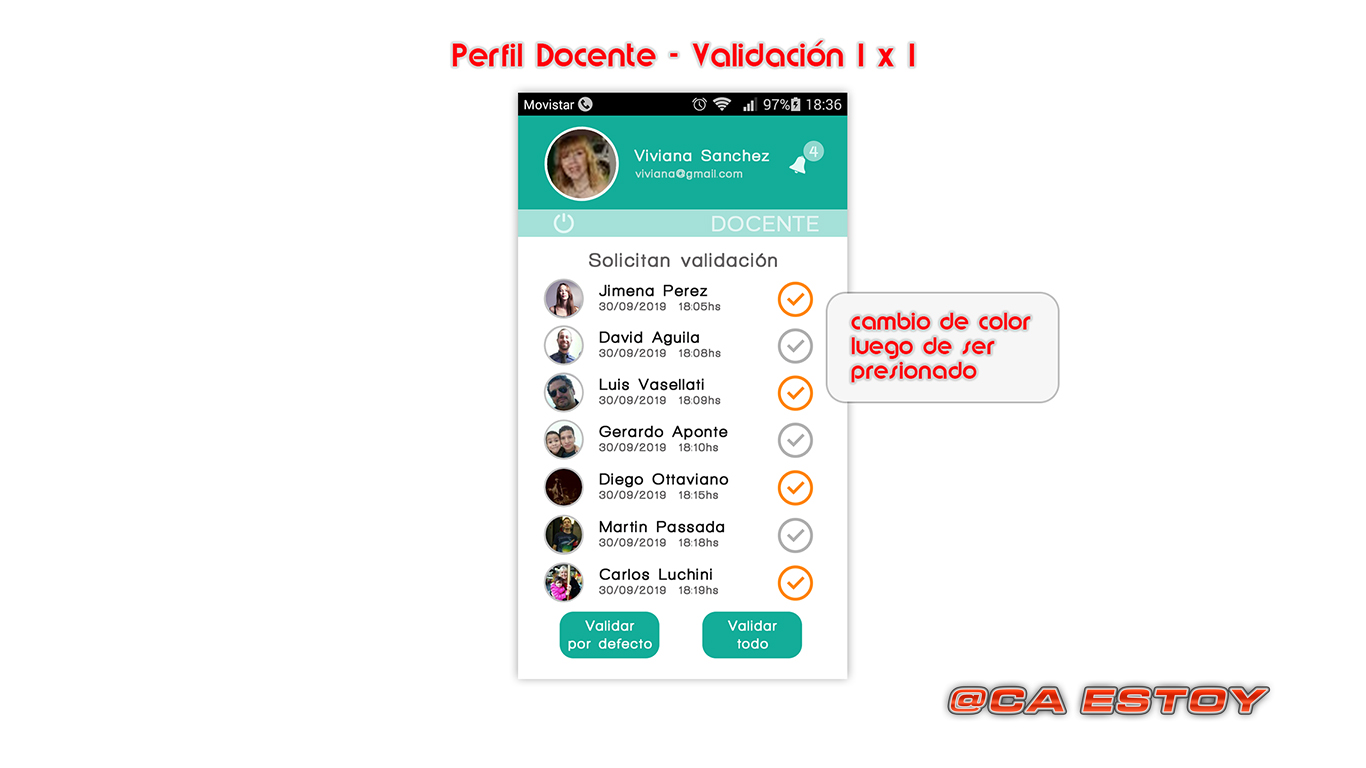 Perfil Docente - Validación 1 x 1
Movistar 97% 18:36
Viviana Sanchez
4
viviana@gmail.com
DOCENTE
Solicitan validación
Jimena Perez
30/09/2019 18:05hs
David Aguila
30/09/2019 18:08hs
Luis Vasellati
30/09/2019 18:09hs
Gerardo Aponte
30/09/2019 18:10hs
Diego Ottaviano
30/09/2019 18:15hs
Martin Passada
30/09/2019 18:18hs
Carlos Luchini
30/09/2019 18:19hs
Validar
por defecto
Validar
todo
cambio de color
luego de ser
presionado
@CA ESTOY